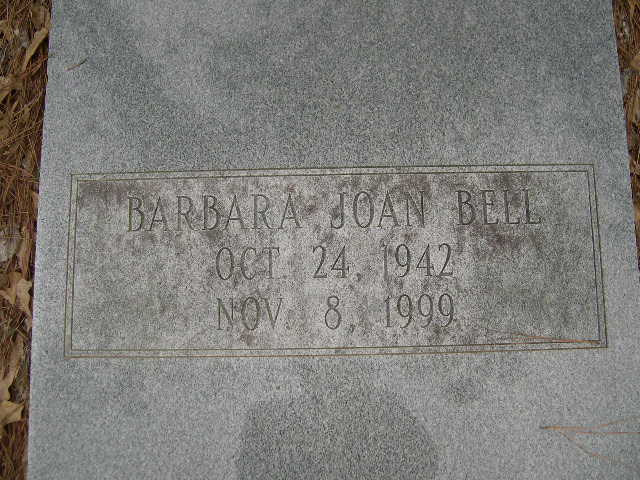 BARBARA JOAN BELL
OCT. 24, 1942
NOV. 8, 1999